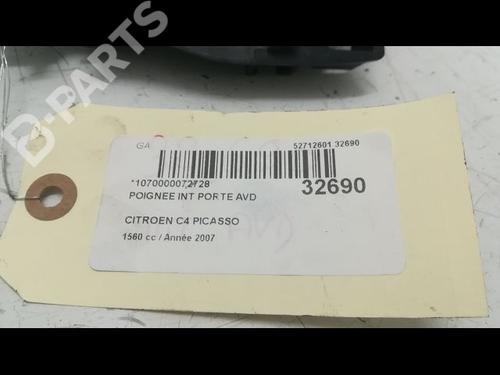 B-PARTS
GA
52712601 32690
*1070000072728
32690
POIGNEE INT PORTE AVD
CITROEN C4 PICASSO
1560 cc / Année 2007